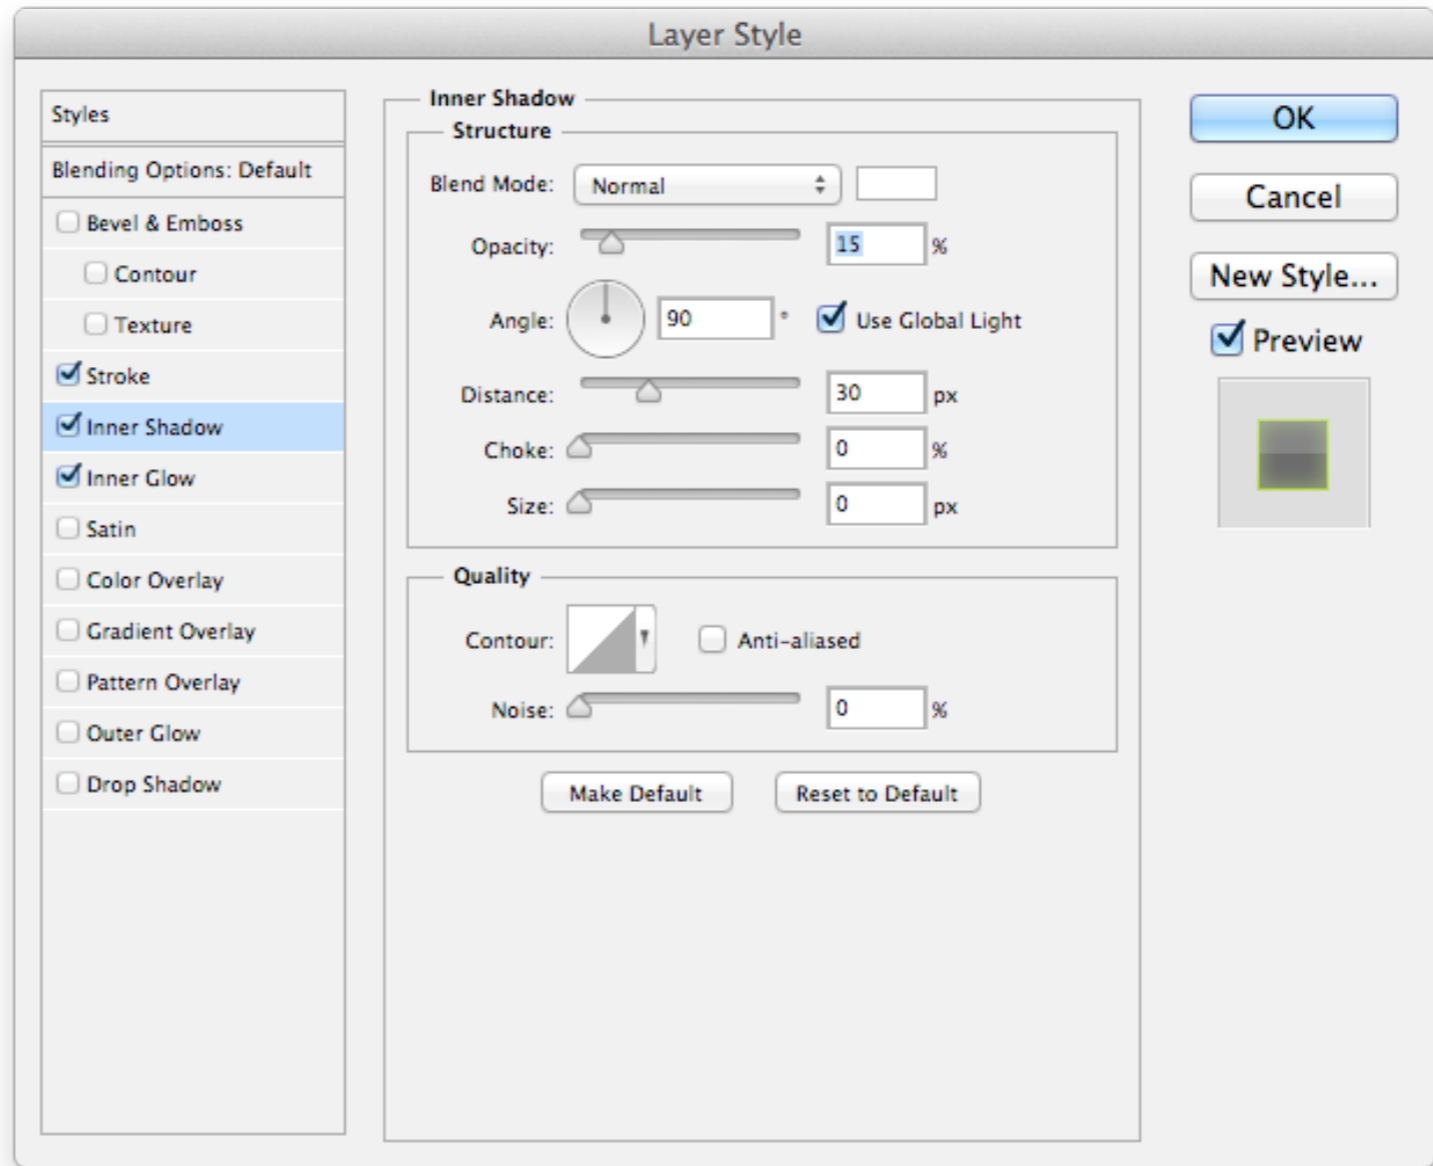 Layer Style
Styles
Blending Options: Default
Bevel & Emboss
Contour
Texture
Stroke
Inner Shadow
Inner Glow
Satin
Color Overlay
Gradient Overlay
Pattern Overlay
Outer Glow
Drop Shadow
Inner Shadow
Structure
Blend Mode: Normal
Opacity: 15 %
Angle: 90 ° Use Global Light
Distance: 30 px
Choke: 0 %
Size: 0 px
Quality
Contour: Anti-aliased
Noise: 0 %
Make Default Reset to Default
OK
Cancel
New Style...
Preview